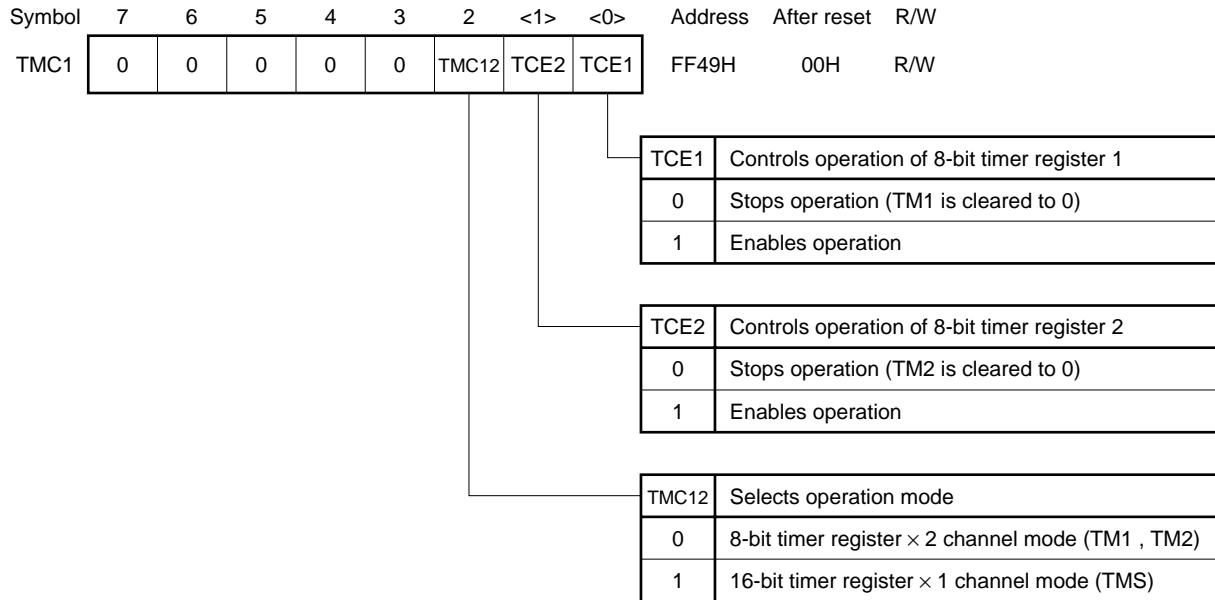 Symbol 7 6 5 4 3 2 <1> <0> Address After reset R/W
TMC1 0 0 0 0 0 TMC12 TCE2 TCE1 FF49H 00H R/W
TCE1 Controls operation of 8-bit timer register 1
0 Stops operation (TM1 is cleared to 0)
1 Enables operation
TCE2 Controls operation of 8-bit timer register 2
0 Stops operation (TM2 is cleared to 0)
1 Enables operation
TMC12 Selects operation mode
0 8-bit timer register × 2 channel mode (TM1 , TM2)
1 16-bit timer register × 1 channel mode (TMS)